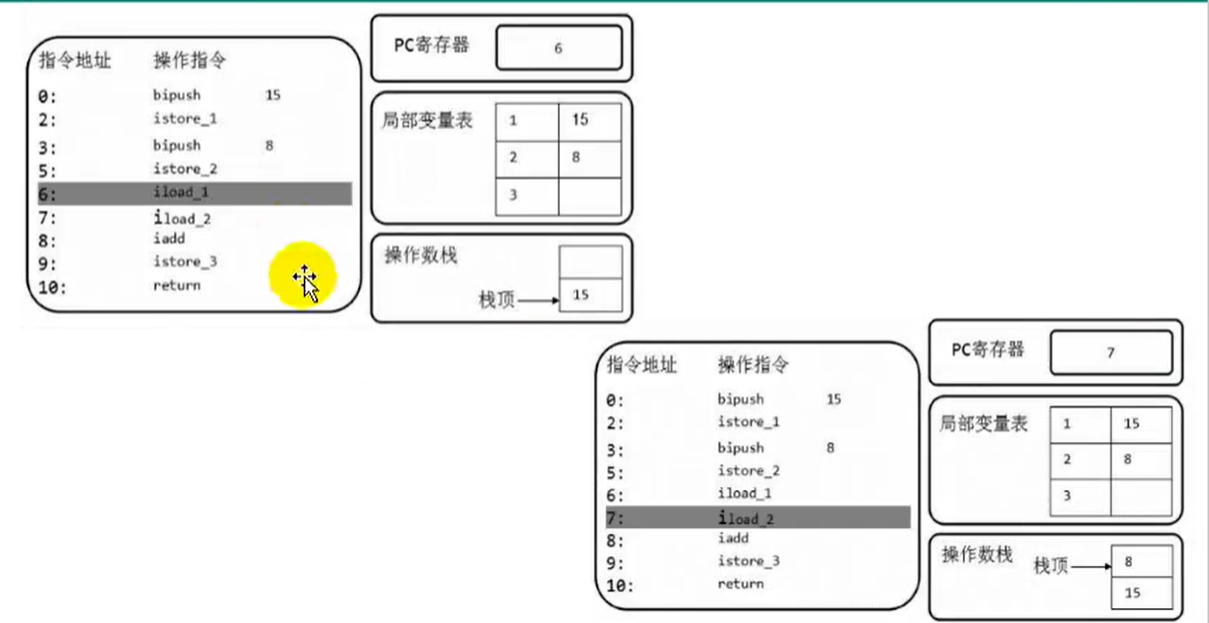 指令地址 操作指令
0: bipush 15
2: istore_1
3: bipush 8
5: istore_2
6: iload_1
7: iload_2
8: iadd
9: istore_3
10: return
PC寄存器 6
局部变量表
1 15
2 8
3
操作数栈
栈顶 15
指令地址 操作指令
0: bipush 15
2: istore_1
3: bipush 8
5: istore_2
6: iload_1
7: iload_2
8: iadd
9: istore_3
10: return
PC寄存器 7
局部变量表
1 15
2 8
3
操作数栈 栈顶 8
15